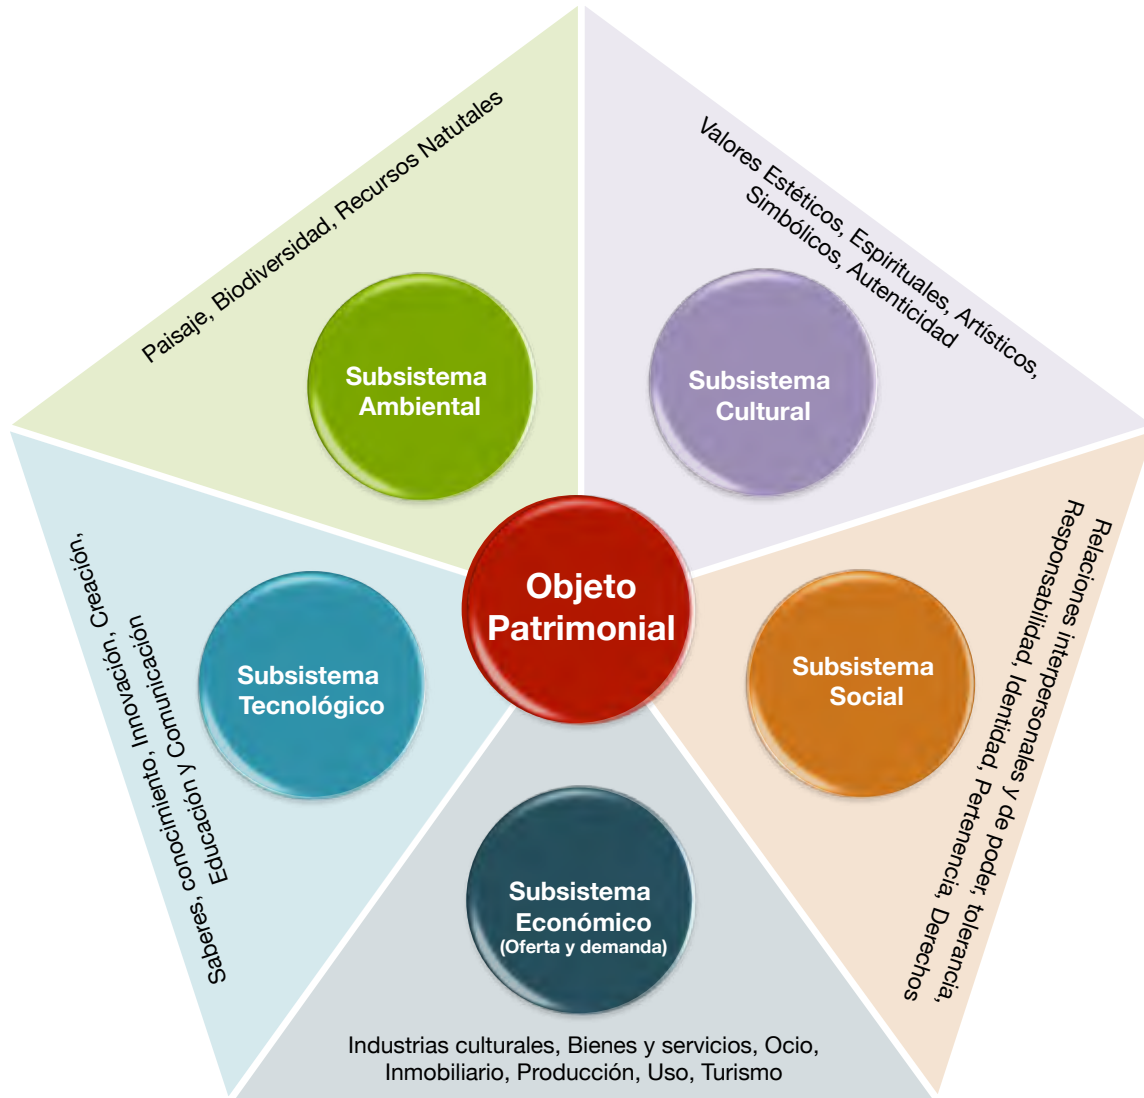 Paisaje, Biodiversidad, Recursos Natutales
Subsistema
Ambiental
Valores Estéticos, Espirituales, Artísticos,
Simbólicos, Autenticidad
Subsistema
Cultural
Objeto
Patrimonial
Saberes, conocimiento, Innovación, Creación,
Educación y Comunicación
Subsistema
Tecnológico
Subsistema
Social
Relaciones interpersonales y de poder, tolerancia,
Responsabilidad, Identidad, Pertenencia, Derechos
Subsistema
Económico
(Oferta y demanda)
Industrias culturales, Bienes y servicios, Ocio,
Inmobiliario, Producción, Uso, Turismo